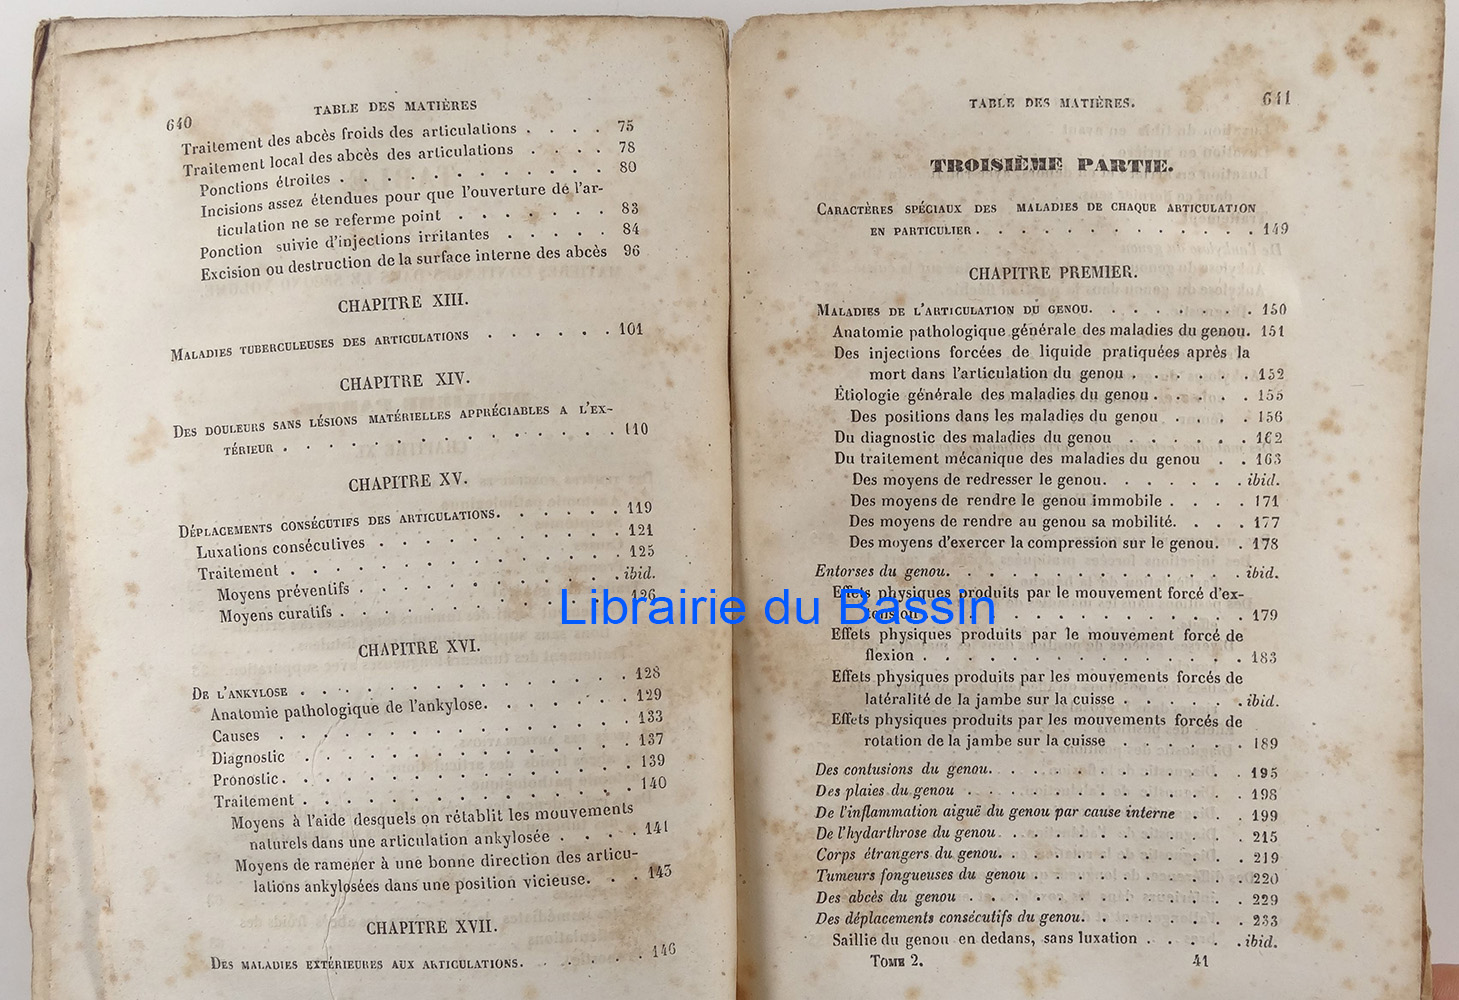 640
TABLE DES MATIÈRES
Traitement des abcès froids des articulations . . . . 75
Traitement local des abcès des articulations . . . . 78
Ponctions étroites . . . . . . . . . . . . 80
Incisions assez étendues pour que l'ouverture de l'ar-
ticulation ne se referme point . . . . . . . 83
Ponction suivie d'injections irritantes . . . . . 84
Excision ou destruction de la surface interne des abcès 96
CHAPITRE XIII.
MALADIES TUBERCULEUSES DES ARTICULATIONS . . . . . . 101
CHAPITRE XIV.
DES DOULEURS SANS LÉSIONS MATÉRIELLES APPRÉCIABLES A L'EX-
TÉRIEUR . . . . . . . . . . . . . 110
CHAPITRE XV.
DÉPLACEMENTS CONSÉCUTIFS DES ARTICULATIONS. . . . . . 119
Luxations consécutives . . . . . . . . . . 121
Traitement . . . . . . . . . . . . . 125
Moyens préventifs . . . . . . . . . . . ibid.
Moyens curatifs . . . . . . . . . . . 126
CHAPITRE XVI.
DE L'ANKYLOSE . . . . . . . . . . . . . 128
Anatomie pathologique de l'ankylose. . . . . . . 129
Causes . . . . . . . . . . . . . 133
Diagnostic . . . . . . . . . . . . 137
Pronostic. . . . . . . . . . . . . 139
Traitement . . . . . . . . . . . . . 140
Moyens à l'aide desquels on rétablit les mouvements
naturels dans une articulation ankylosée . . . . 141
Moyens de ramener à une bonne direction des articu-
lations ankylosées dans une position vicieuse. . . 143
CHAPITRE XVII.
DES MALADIES EXTÉRIEURES AUX ARTICULATIONS. . . . . . 146
TABLE DES MATIÈRES. 641
TROISIÈME PARTIE.
CARACTÈRES SPÉCIAUX DES MALADIES DE CHAQUE ARTICULATION
EN PARTICULIER . . . . . . . . . . . . . 149
CHAPITRE PREMIER.
MALADIES DE L'ARTICULATION DU GENOU. . . . . . . . 150
Anatomie pathologique générale des maladies du genou. 151
Des injections forcées de liquide pratiquées après la
mort dans l'articulation du genou . . . . . . 152
Étiologie générale des maladies du genou . . . . . 155
Des positions dans les maladies du genou . . . . 156
Du diagnostic des maladies du genou . . . . . . 162
Du traitement mécanique des maladies du genou . . 163
Des moyens de redresser le genou. . . . . . . ibid.
Des moyens de rendre le genou immobile . . . . 171
Des moyens de rendre au genou sa mobilité. . . . 177
Des moyens d'exercer la compression sur le genou. . 178
Entorses du genou. . . . . . . . . . . . . . ibid.
Effets physiques produits par le mouvement forcé d'ex-
tension . . . . . . . . . . . . . . 179
Effets physiques produits par le mouvement forcé de
flexion . . . . . . . . . . . . . . 183
Effets physiques produits par les mouvements forcés de
latéralité de la jambe sur la cuisse . . . . . . ibid.
Effets physiques produits par les mouvements forcés de
rotation de la jambe sur la cuisse . . . . . . 189
Des contusions du genou. . . . . . . . . . . . 195
Des plaies du genou . . . . . . . . . . . . . 198
De l'inflammation aiguë du genou par cause interne . . . 199
De l'hydarthrose du genou . . . . . . . . . . . 215
Corps étrangers du genou. . . . . . . . . . . . 219
Tumeurs fongueuses du genou . . . . . . . . . . 220
Des abcès du genou . . . . . . . . . . . . . 229
Des déplacements consécutifs du genou. . . . . . . . 233
Saillie du genou en dedans, sans luxation . . . . . ibid.
TOME 2. 41
Librairie du Bassin